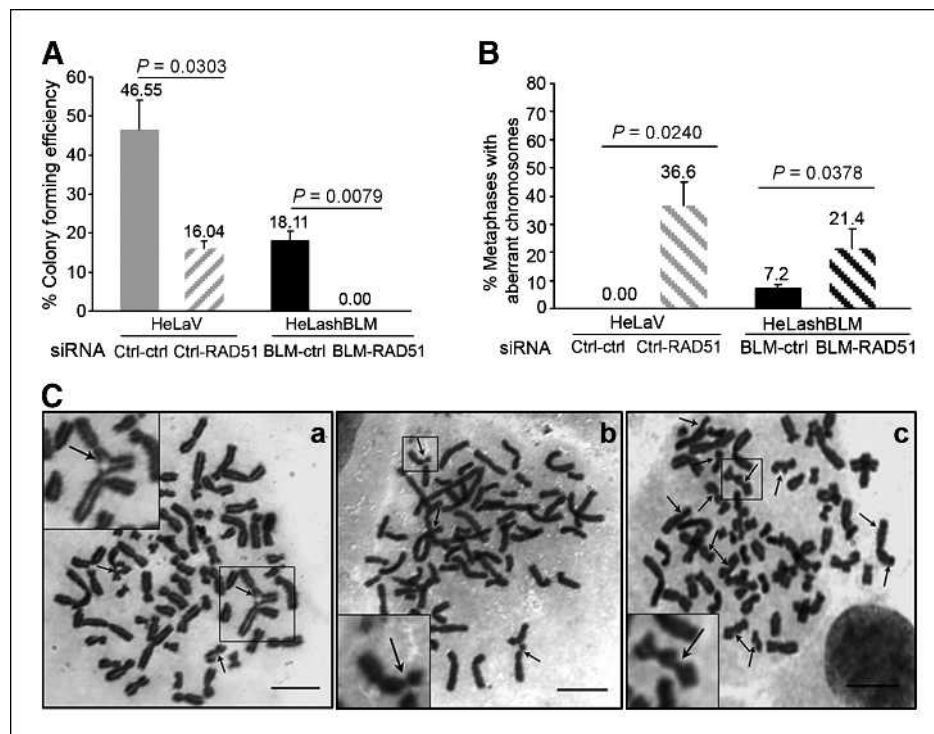 A
P = 0.0303
60
50
40
30
20
10
0
% Colony forming efficiency
46.55
16.04
P = 0.0079
18.11
0.00
HeLaV
HeLashBLM
siRNA Ctrl-ctrl Ctrl-RAD51 BLM-ctrl BLM-RAD51
B
80
70
60
50
40
30
20
10
0
% Metaphases with
aberrant chromosomes
P = 0.0240
36.6
0.00
P = 0.0378
21.4
7.2
HeLaV
HeLashBLM
siRNA Ctrl-ctrl Ctrl-RAD51 BLM-ctrl BLM-RAD51
C
a
b
c